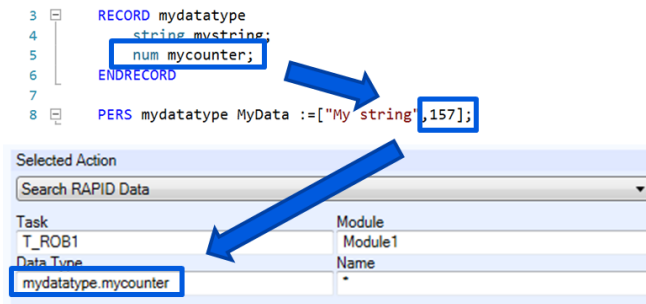 3 RECORD mydatatype
4 string mystring;
5 num mycounter;
6 ENDRECORD
7
8 PERS mydatatype MyData :=["My string",157];
Selected Action
Search RAPID Data
Task Module
T_ROB1 Module1
Data Type Name
mydatatype.mycounter *